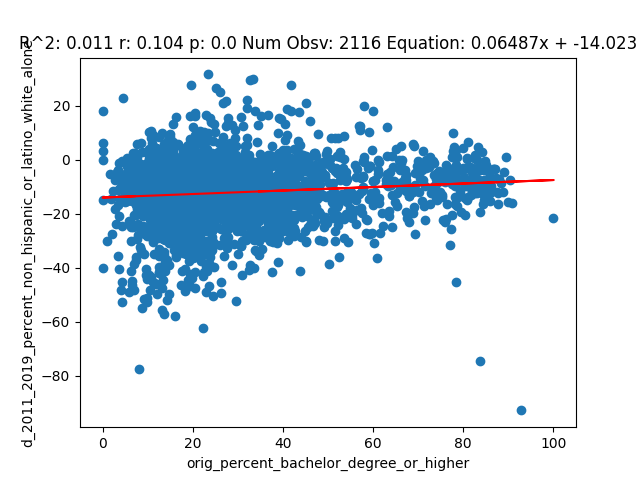 R^2: 0.011 r: 0.104 p: 0.0 Num Obsv: 2116 Equation: 0.06487x + -14.023
d_2011_2019_percent_non_hispanic_or_latino_white_alone
20
0
−20
−40
−60
−80
0 20 40 60 80 100
orig_percent_bachelor_degree_or_higher